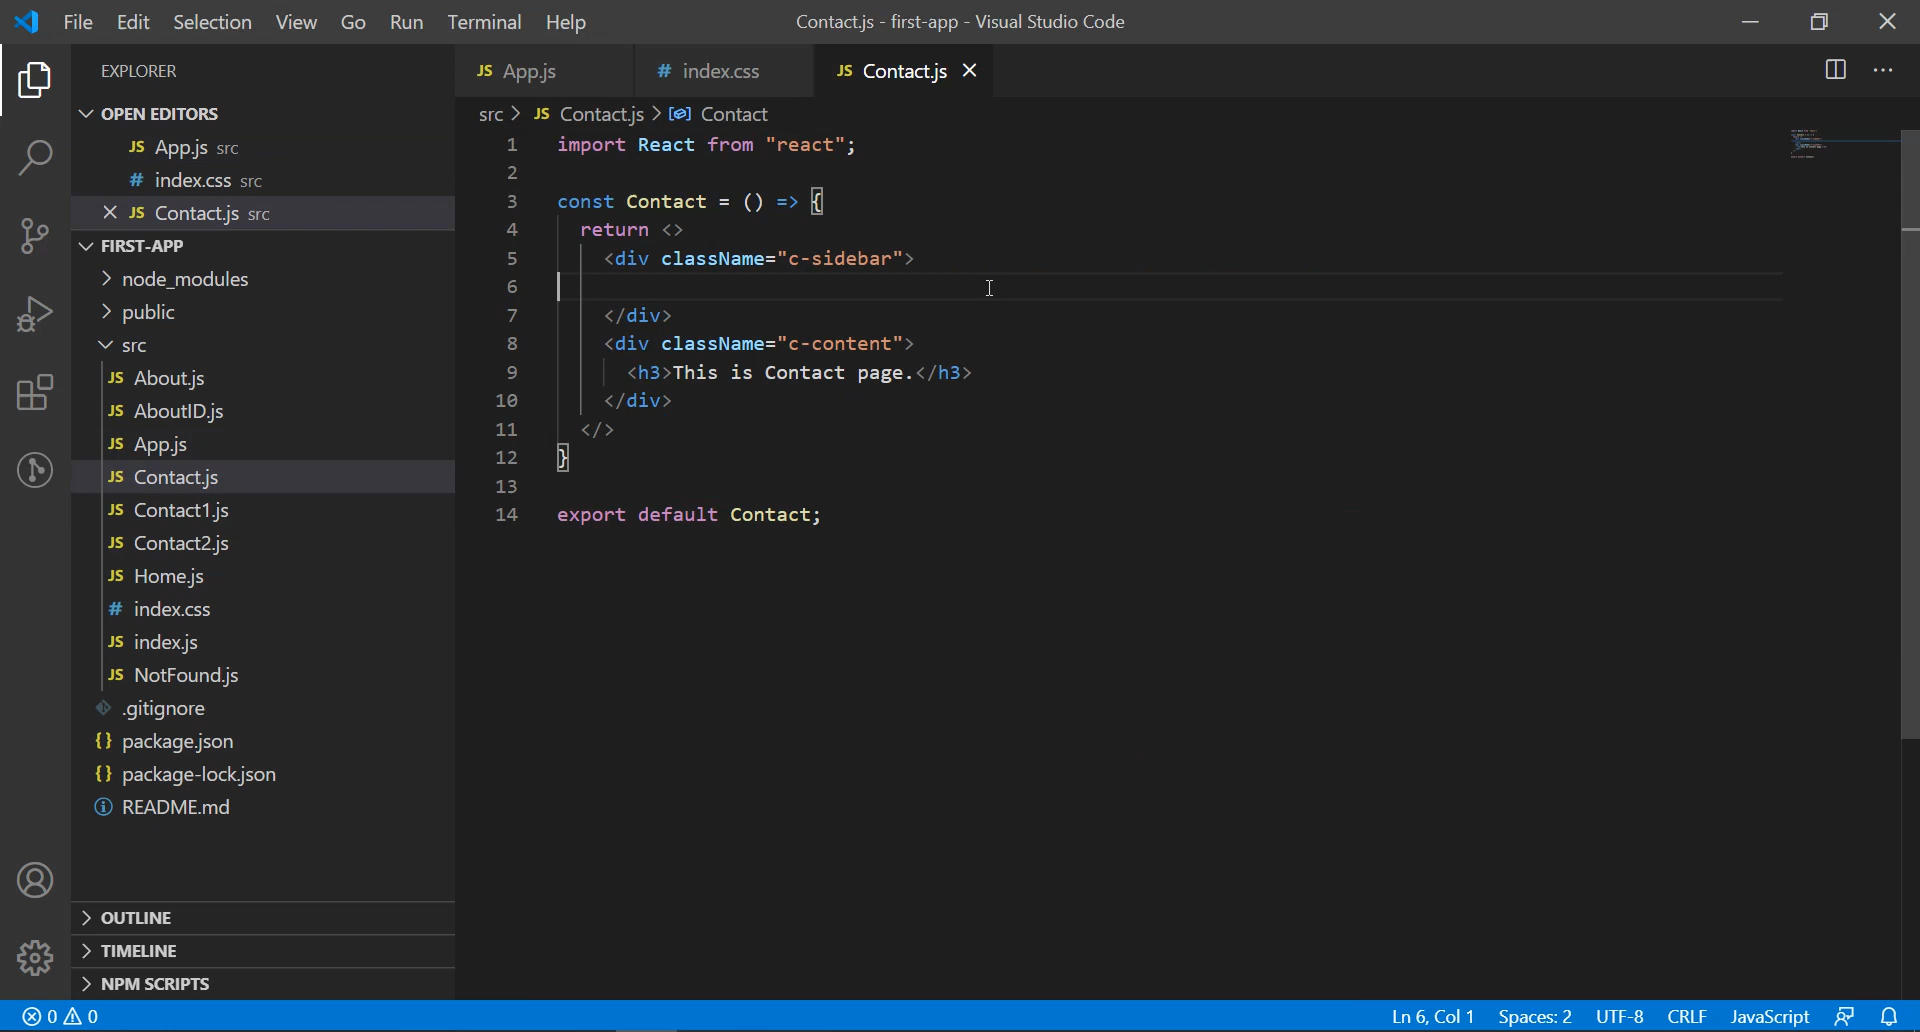 File Edit Selection View Go Run Terminal Help
Contact.js - first-app - Visual Studio Code
EXPLORER
OPEN EDITORS
JS App.js src
# index.css src
JS Contact.js src
FIRST-APP
node_modules
public
src
JS About.js
JS AboutID.js
JS App.js
JS Contact.js
JS Contact1.js
JS Contact2.js
JS Home.js
# index.css
JS index.js
JS NotFound.js
.gitignore
{} package.json
{} package-lock.json
README.md
OUTLINE
TIMELINE
NPM SCRIPTS
JS App.js # index.css JS Contact.js
src > JS Contact.js > Contact
1 import React from "react";
2
3 const Contact = () => {
4 return <>
5 <div className="c-sidebar">
6
7 </div>
8 <div className="c-content">
9 <h3>This is Contact page.</h3>
10 </div>
11 </>
12 }
13
14 export default Contact;
0 0
Ln 6, Col 1 Spaces: 2 UTF-8 CRLF JavaScript